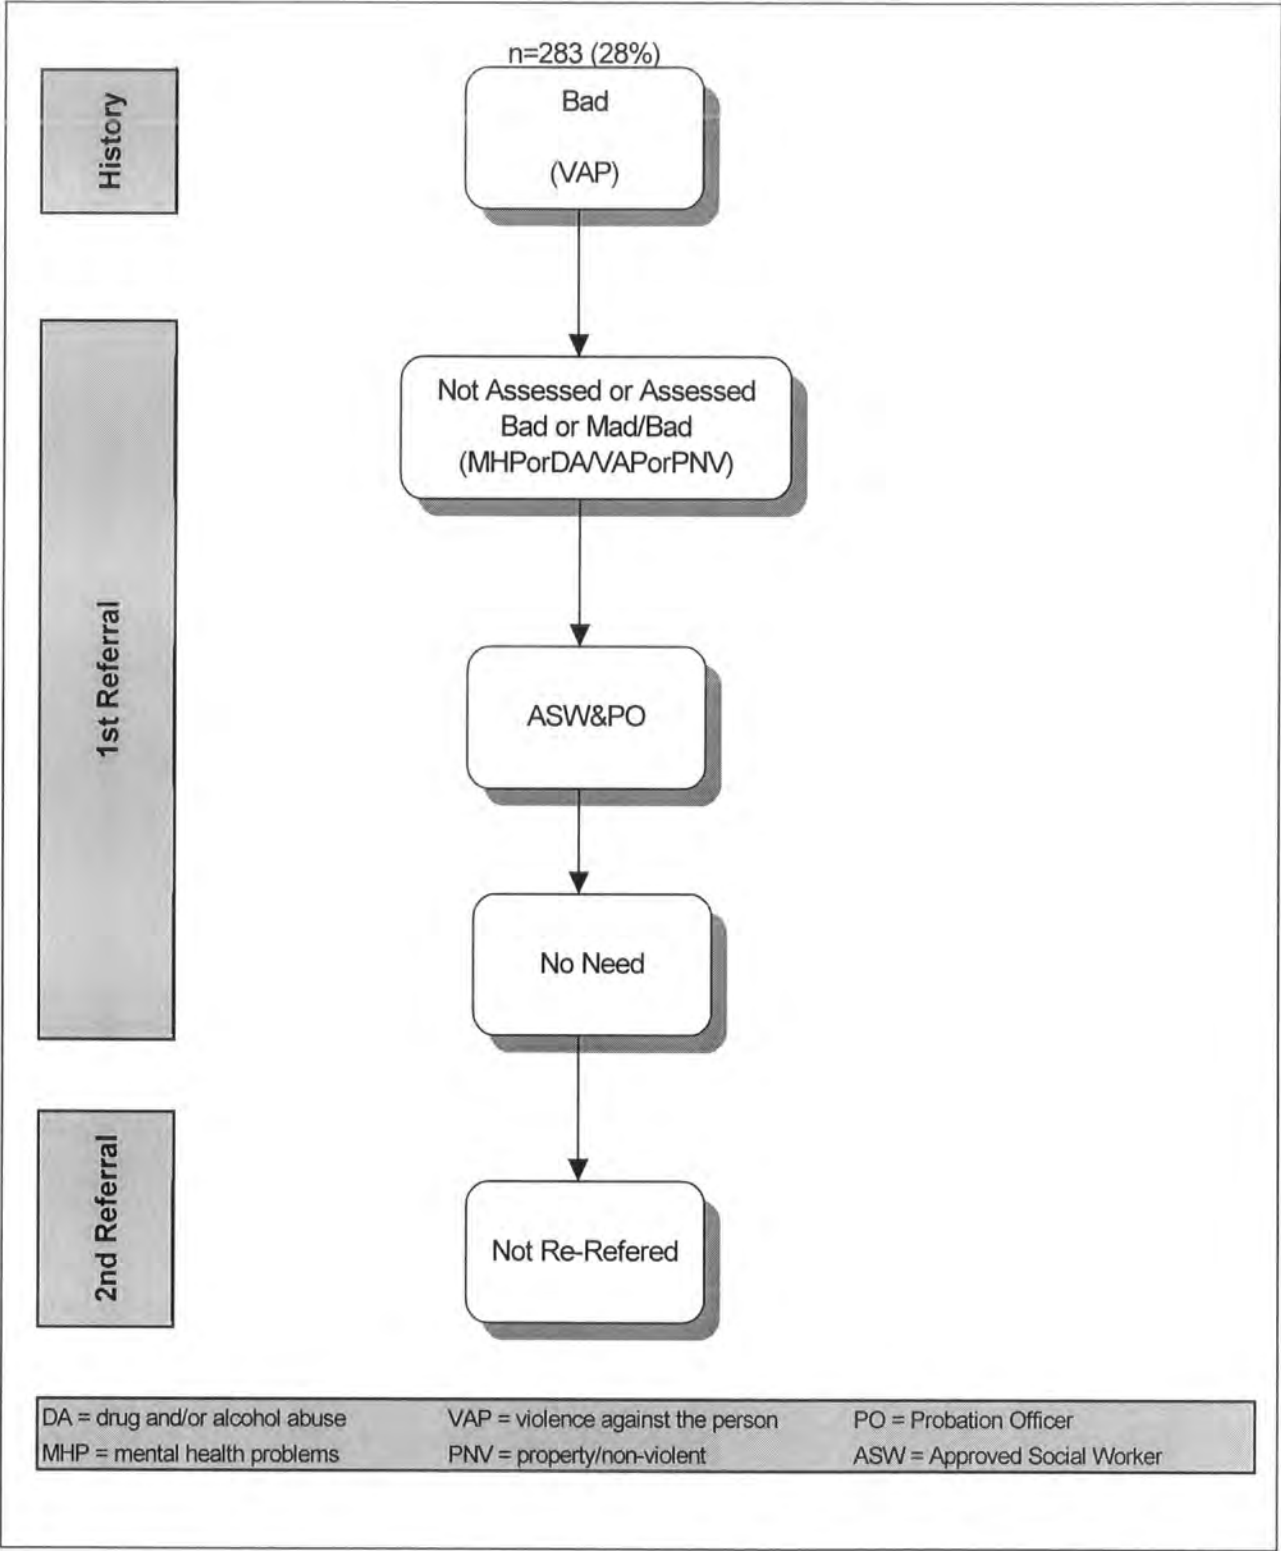 n=283 (28%)
History
Bad
(VAP)
1st Referral
Not Assessed or Assessed
Bad or Mad/Bad
(MHPorDA/VAPorPNV)
ASW&PO
No Need
2nd Referral
Not Re-Refered
DA = drug and/or alcohol abuse VAP = violence against the person PO = Probation Officer
MHP = mental health problems PNV = property/non-violent ASW = Approved Social Worker